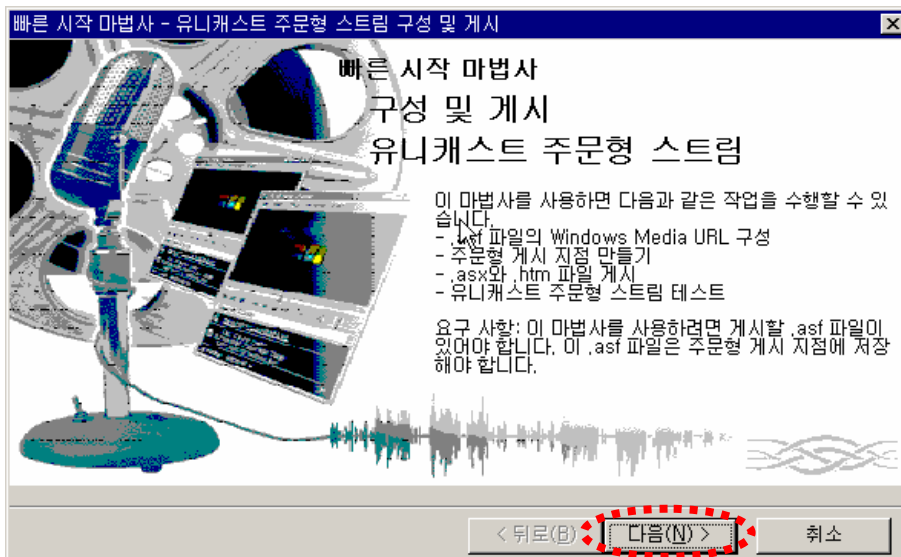 빠른 시작 마법사 - 유니캐스트 주문형 스트림 구성 및 게시
빠른 시작 마법사
구성 및 게시
유니캐스트 주문형 스트림
이 마법사를 사용하면 다음과 같은 작업을 수행할 수 있
습니다.
- .asf 파일의 Windows Media URL 구성
- 주문형 게시 지점 만들기
- .asx와 .htm 파일 게시
- 유니캐스트 주문형 스트림 테스트
요구 사항: 이 마법사를 사용하려면 게시할 .asf 파일이
있어야 합니다. 이 .asf 파일은 주문형 게시 지점에 저장
해야 합니다.
< 뒤로(B) 다음(N) > 취소